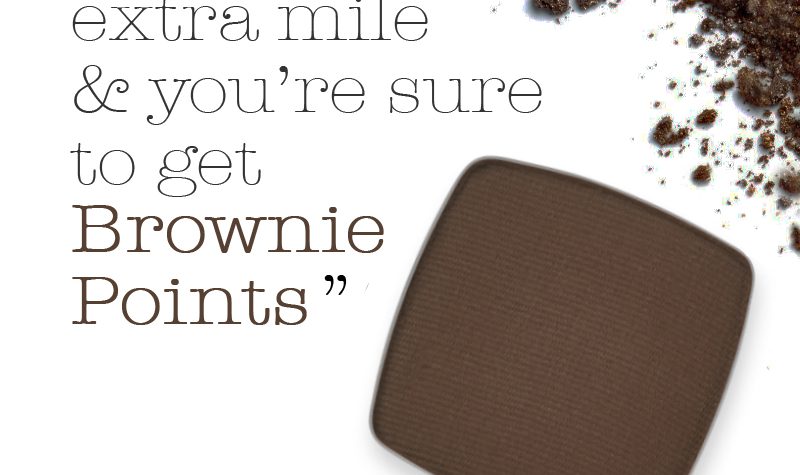 extra mile
& you’re sure
to get
Brownie
Points ”